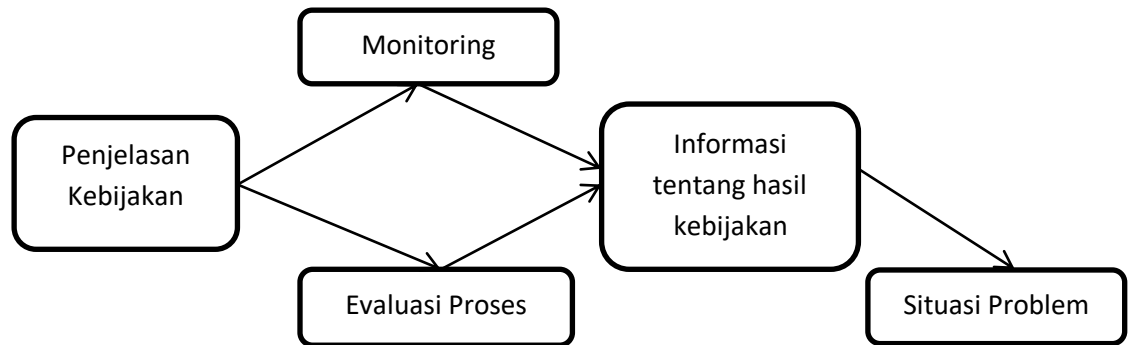 Monitoring
Penjelasan
Kebijakan
Informasi
tentang hasil
kebijakan
Evaluasi Proses
Situasi Problem